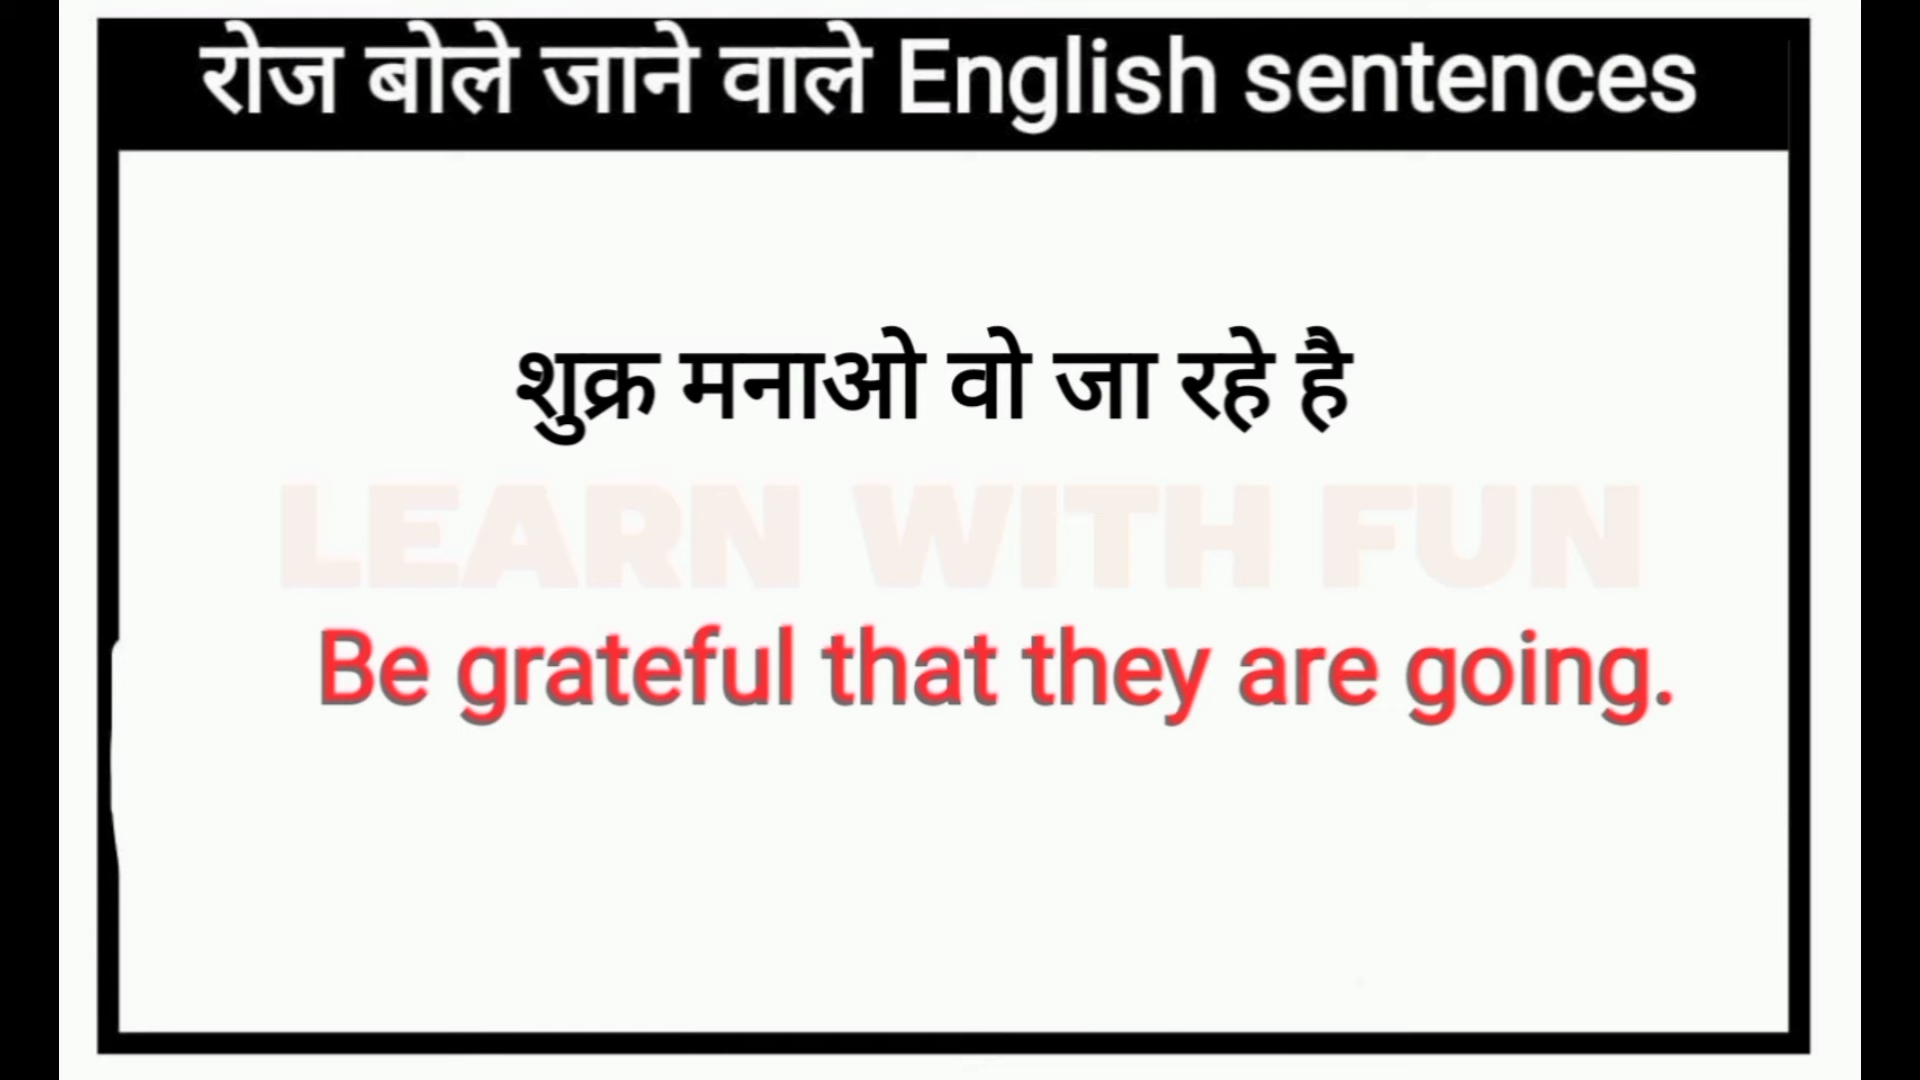 रोज बोले जाने वाले English sentences
शुक्र मनाओ वो जा रहे है
LEARN WITH FUN
Be grateful that they are going.